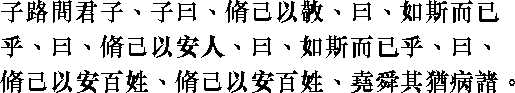 子路問君子、子曰、脩己以敬、曰、如斯而已
乎、曰、脩己以安人、曰、如斯而已乎、曰、
脩己以安百姓、脩己以安百姓、堯舜其猶病諸。